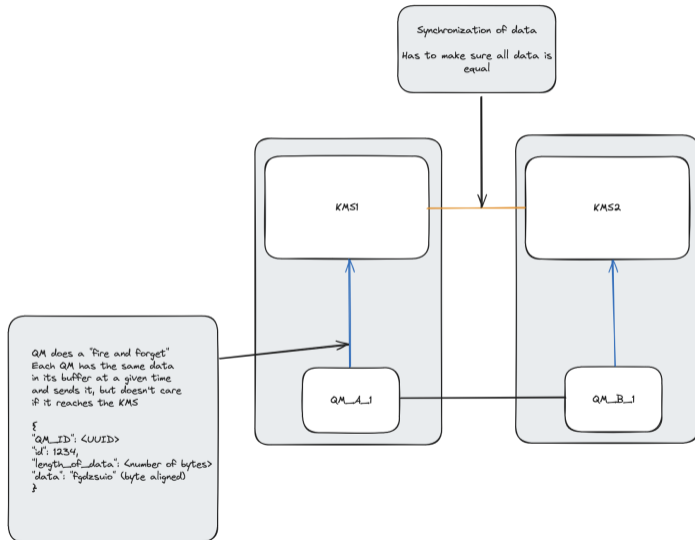 Synchronization of data
Has to make sure all data is
equal
KMS1
KMS2
QM does a "fire and forget"
Each QM has the same data
in its buffer at a given time
and sends it, but doesn't care
if it reaches the KMS
{
"QM_ID": <UUID>
"id": 1234,
"length_of_data": <number of bytes>
"data": "fgdzsuio" (byte aligned)
}
QM_A_1
QM_B_1